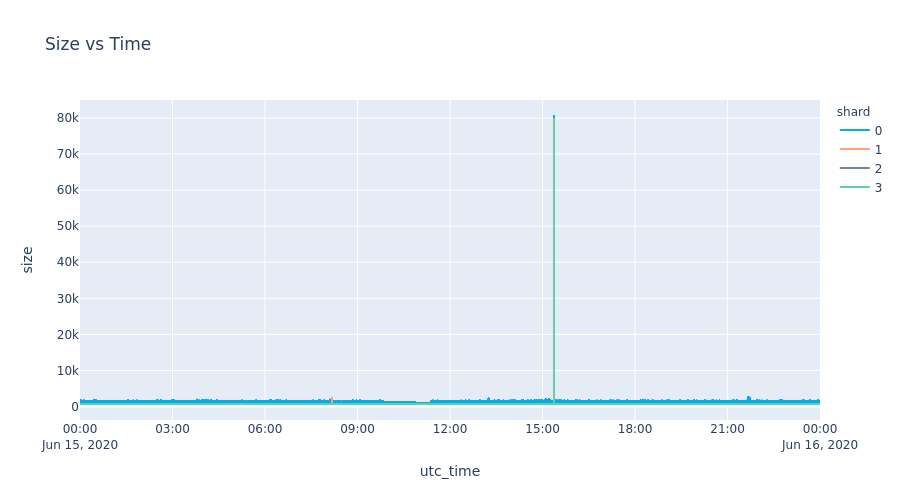 Size vs Time
shard
0
1
2
3
80k
70k
60k
50k
40k
30k
20k
10k
0
size
00:00
03:00
06:00
09:00
12:00
15:00
18:00
21:00
00:00
Jun 15, 2020
Jun 16, 2020
utc_time